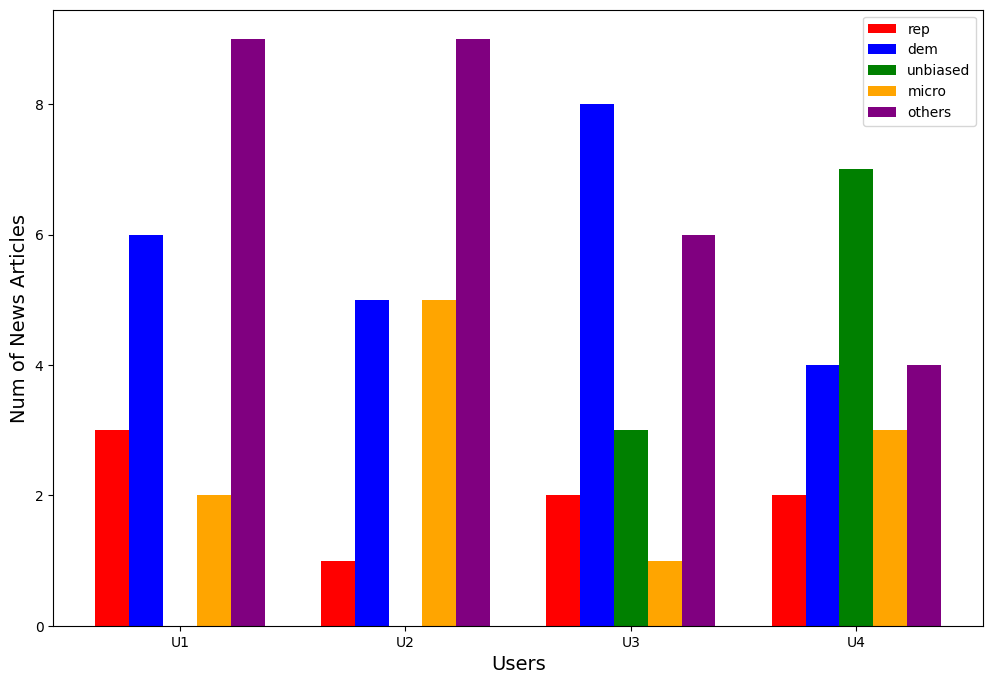 rep
dem
unbiased
micro
others
8
6
4
2
0
Num of News Articles
U1 U2 U3 U4
Users